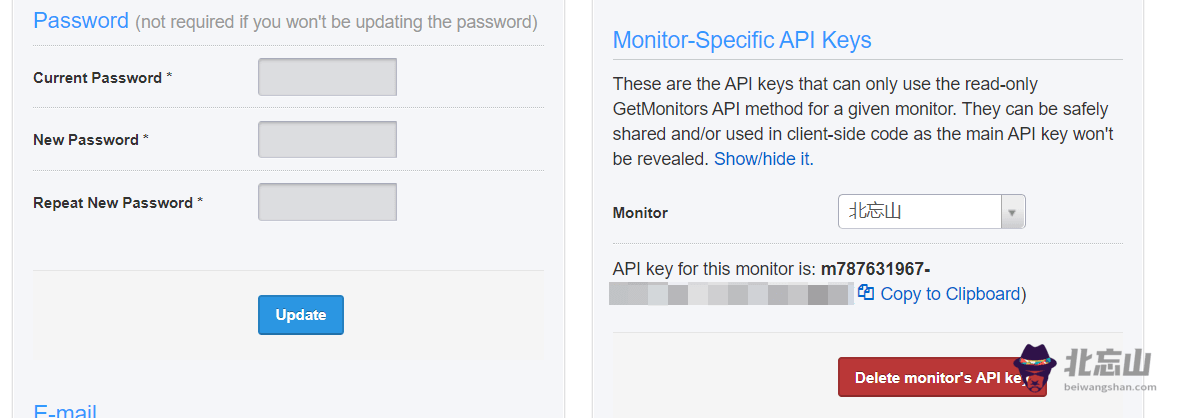 Password (not required if you won't be updating the password)
Current Password *
New Password *
Repeat New Password *
Update
E-mail
Monitor-Specific API Keys
These are the API keys that can only use the read-only
GetMonitors API method for a given monitor. They can be safely
shared and/or used in client-side code as the main API key won't
be revealed. Show/hide it.
Monitor
北忘山
API key for this monitor is: m787631967-
Copy to Clipboard)
Delete monitor's API
北忘山
beiwangshan.com